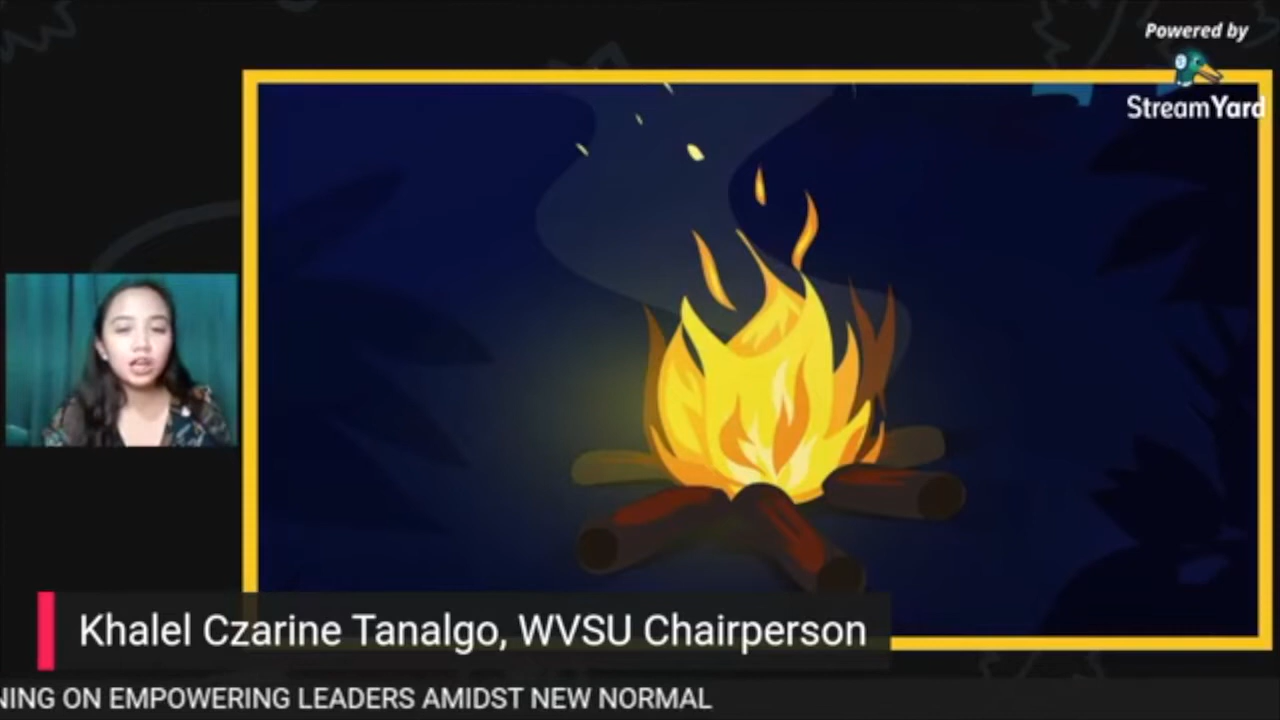 Powered by
StreamYard
Khalel Czarine Tanalgo, WVSU Chairperson
NING ON EMPOWERING LEADERS AMIDST NEW NORMAL